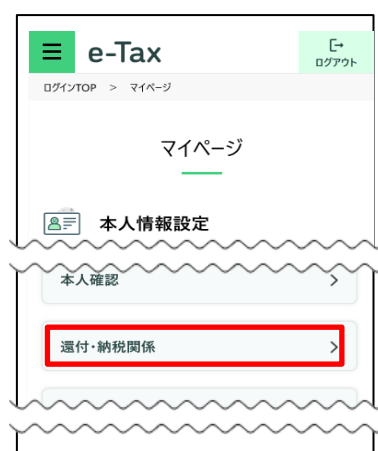 e-Tax
ログアウト
ログインTOP > マイページ
マイページ
本人情報設定
本人確認
還付・納税関係